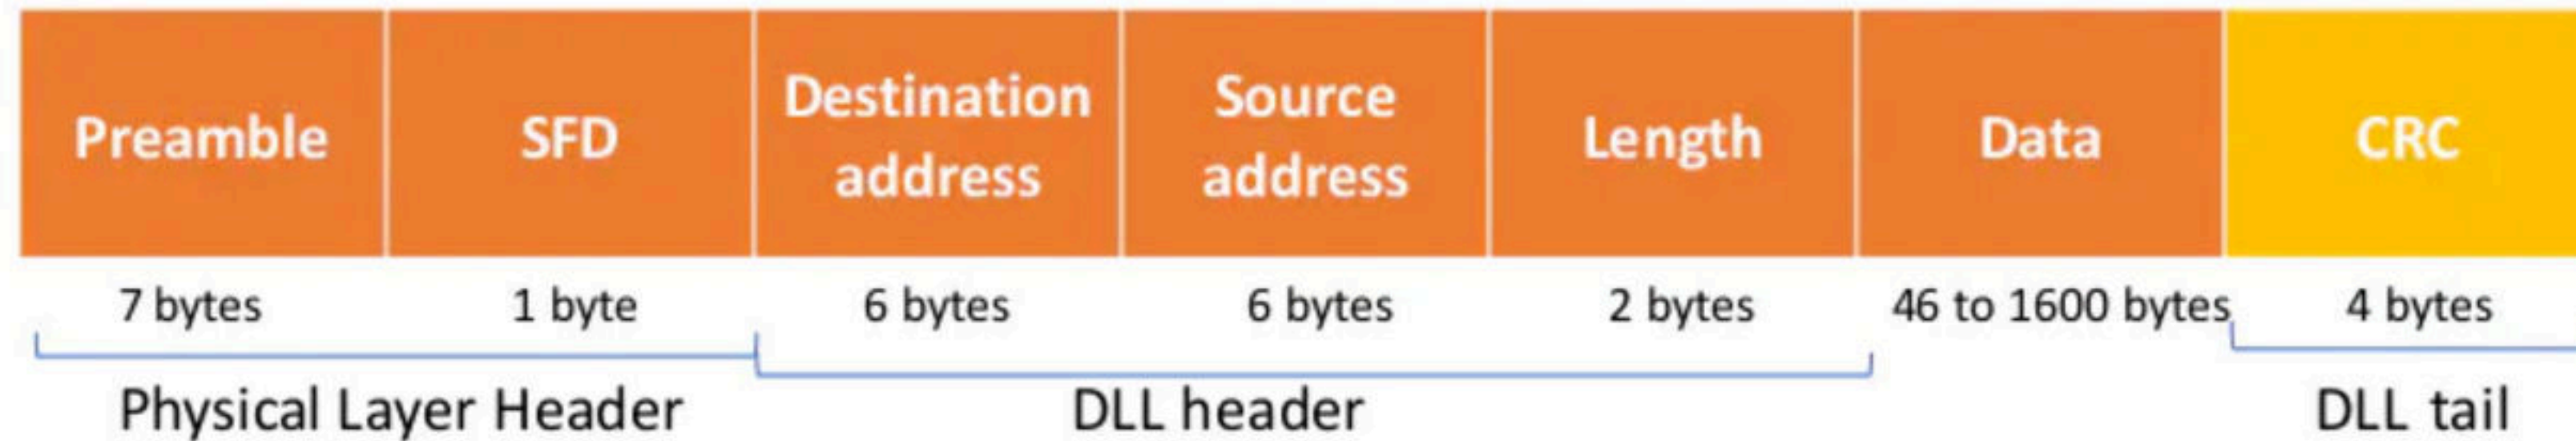 Preamble
SFD
Destination
address
Source
address
Length
Data
CRC
7 bytes
1 byte
6 bytes
6 bytes
2 bytes
46 to 1600 bytes
4 bytes
Physical Layer Header
DLL header
DLL tail